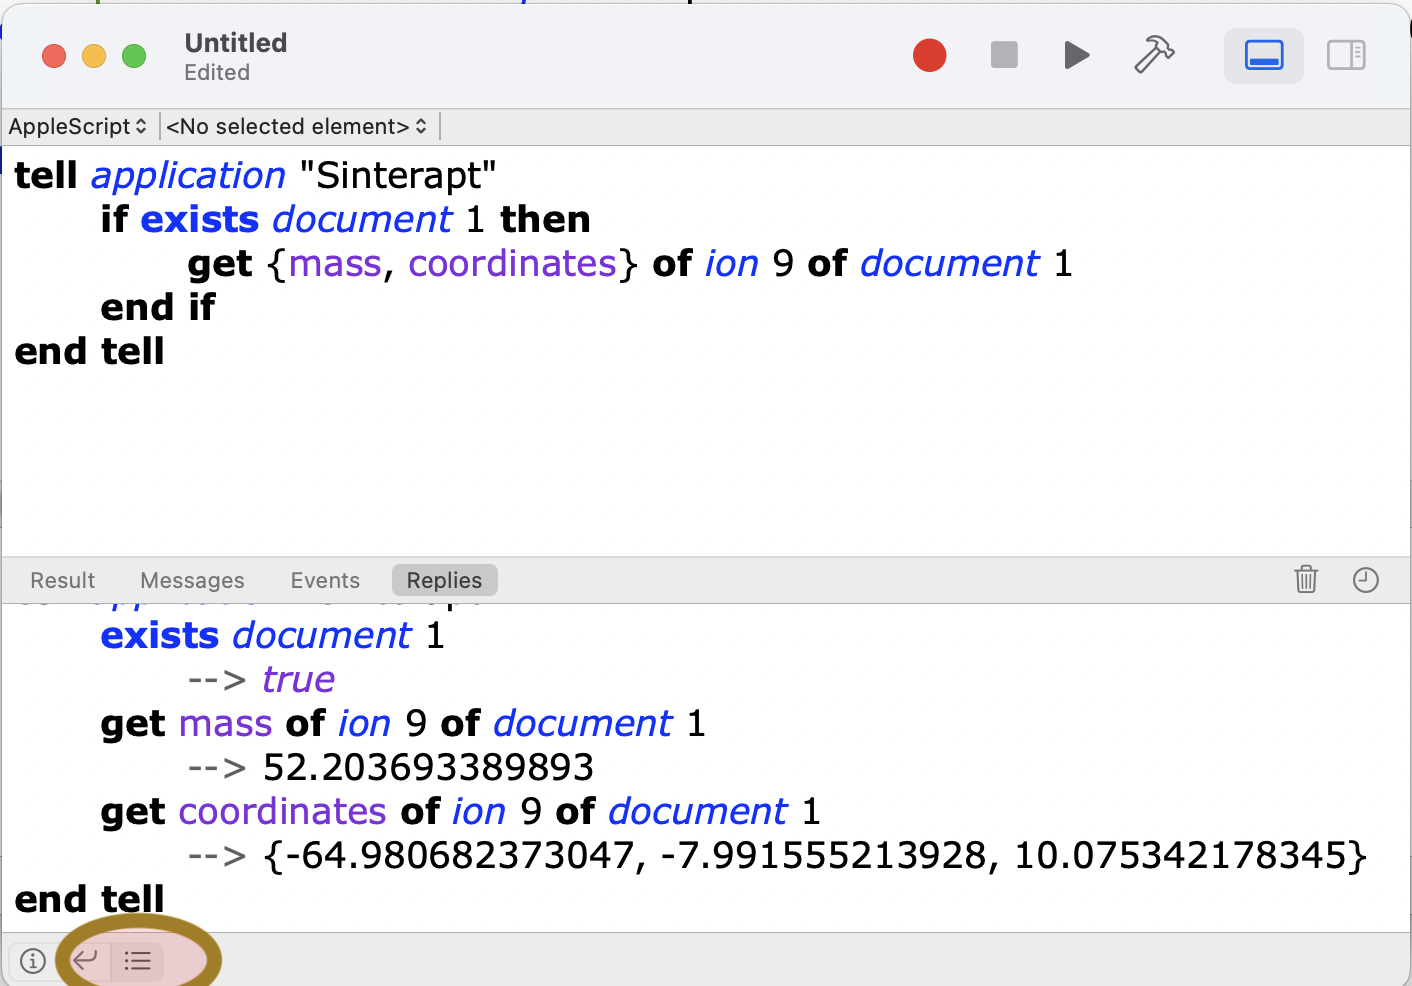 Untitled
Edited
AppleScript <No selected element>
tell application "Sinterapt"
if exists document 1 then
get {mass, coordinates} of ion 9 of document 1
end if
end tell
Result Messages Events Replies
exists document 1
--> true
get mass of ion 9 of document 1
--> 52.203693389893
get coordinates of ion 9 of document 1
--> {-64.980682373047, -7.991555213928, 10.075342178345}
end tell